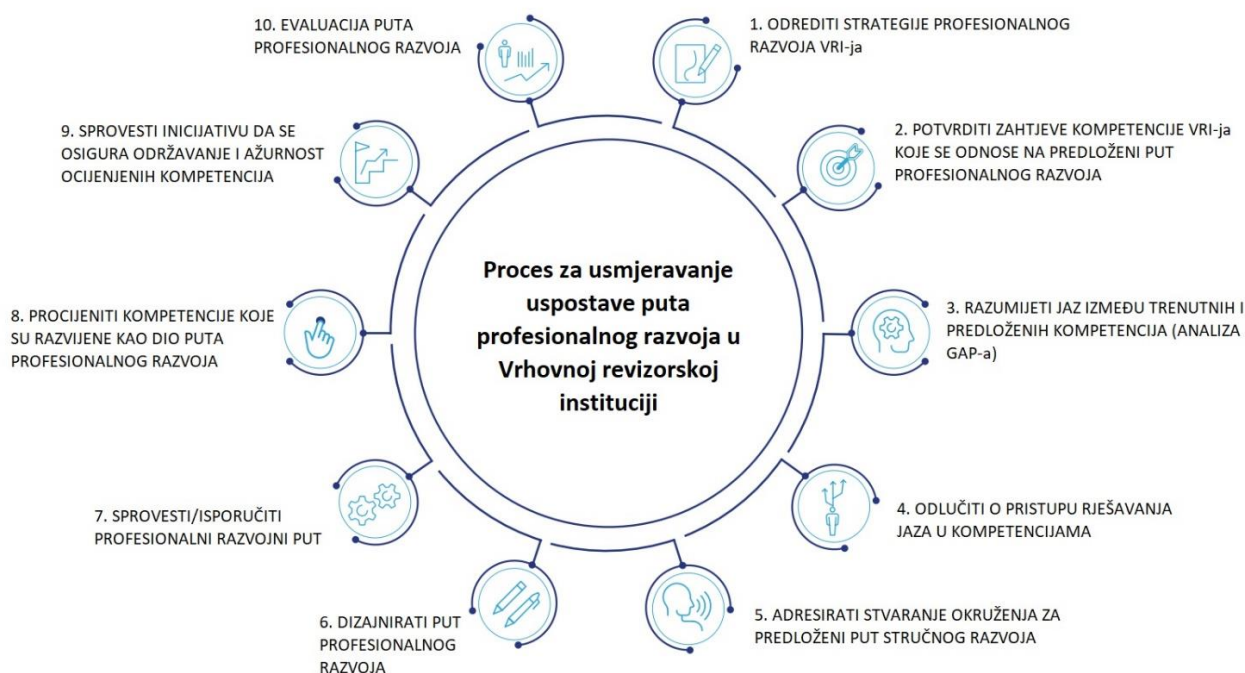 Proces za usmjeravanje
uspostave puta
profesionalnog razvoja u
Vrhovnoj revizorskoj
instituciji
1. ODREDITI STRATEGIJE PROFESIONALNOG
RAZVOJA VRI-ja
2. POTVRDITI ZAHTJEVE KOMPETENCIJE VRI-ja
KOJE SE ODNOSE NA PREDLOŽENI PUT
PROFESIONALNOG RAZVOJA
3. RAZUMIJETI JAZ IZMEĐU TRENUTNIH I
PREDLOŽENIH KOMPETENCIJA (ANALIZA
GAP-a)
4. ODLUČITI O PRISTUPU RJEŠAVANJA
JAZA U KOMPETENCIJAMA
5. ADRESIRATI STVARANJE OKRUŽENJA ZA
PREDLOŽENI PUT STRUČNOG RAZVOJA
6. DIZAJNIRATI PUT
PROFESIONALNOG
RAZVOJA
7. SPROVESTI/ISPORUČITI
PROFESIONALNI RAZVOJNI PUT
8. PROCIJENITI KOMPETENCIJE KOJE
SU RAZVIJENE KAO DIO PUTA
PROFESIONALNOG RAZVOJA
9. SPROVESTI INICIJATIVU DA SE
OSIGURA ODRŽAVANJE I AŽURNOST
OCIJENJENIH KOMPETENCIJA
10. EVALUACIJA PUTA
PROFESIONALNOG RAZVOJA